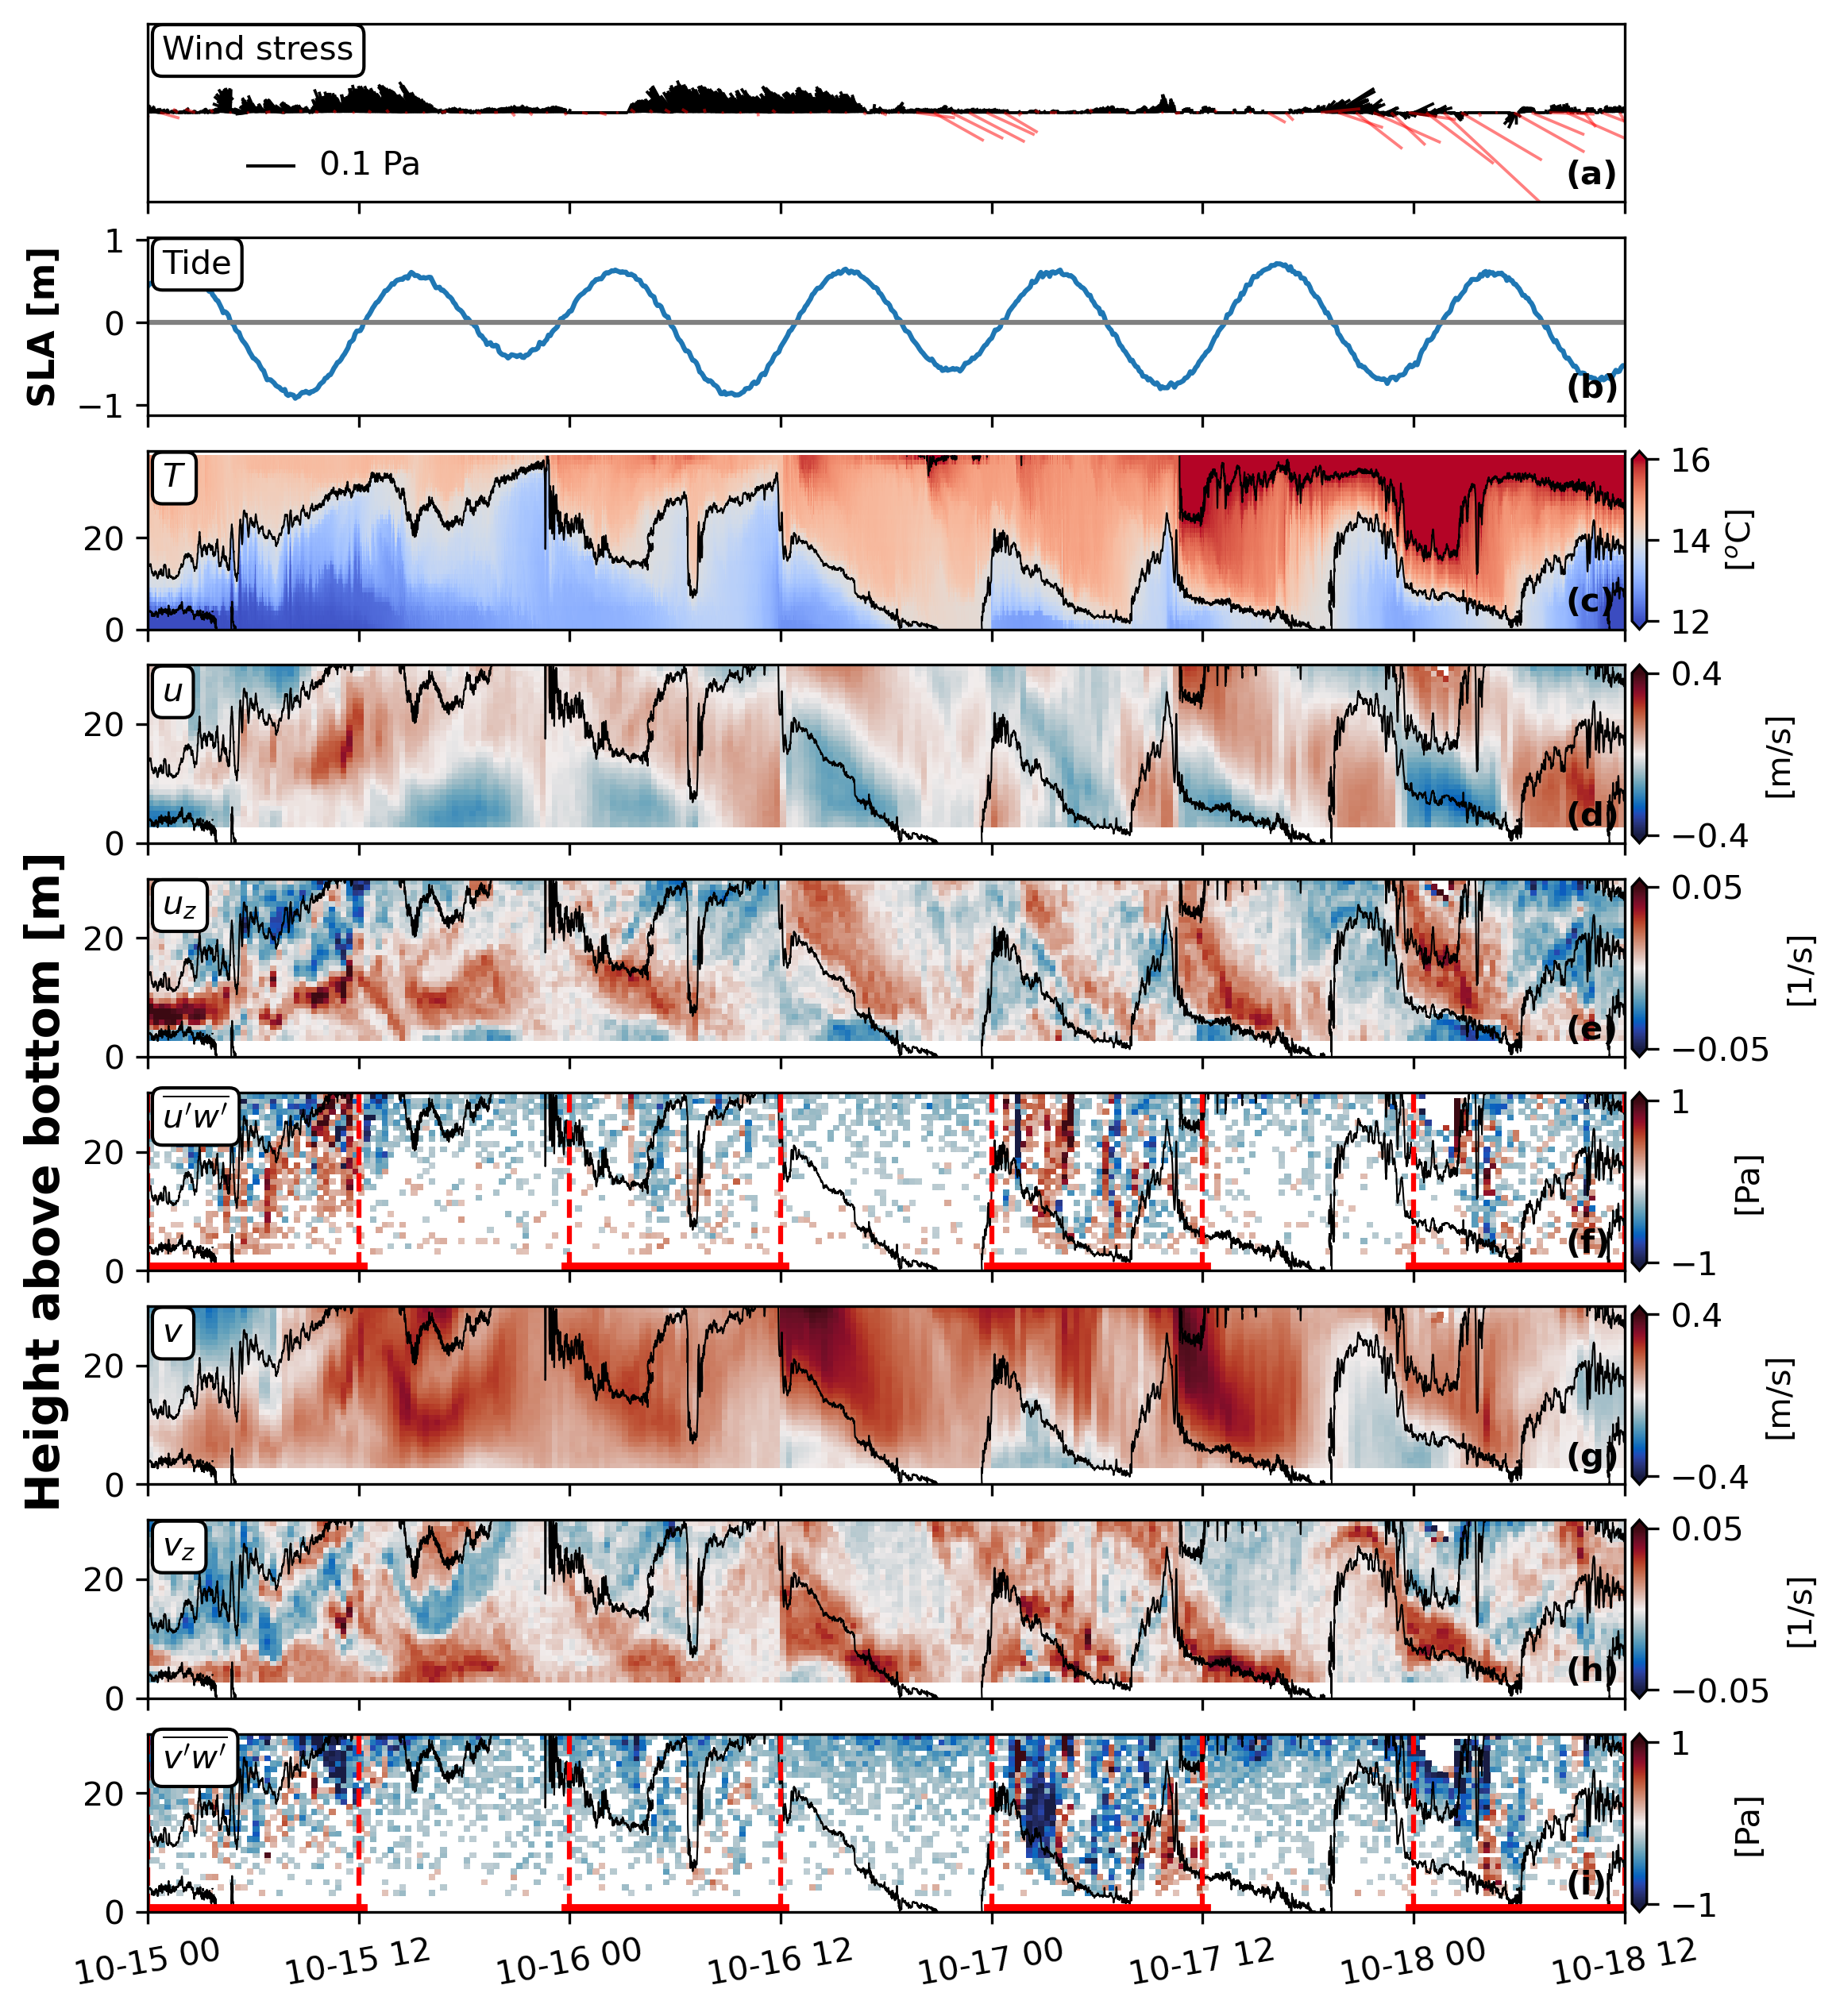 Wind stress
0.1 Pa
(a)
SLA [m]
1
0
−1
Tide
(b)
Height above bottom [m]
T
20
0
(c)
16
14
12
[°C]
u
20
0
(d)
0.4
−0.4
[m/s]
u_z
20
0
(e)
0.05
−0.05
[1/s]
u′w′
20
0
(f)
1
−1
[Pa]
v
20
0
(g)
0.4
−0.4
[m/s]
v_z
20
0
(h)
0.05
−0.05
[1/s]
v′w′
20
0
(i)
1
−1
[Pa]
10-15 00
10-15 12
10-16 00
10-16 12
10-17 00
10-17 12
10-18 00
10-18 12